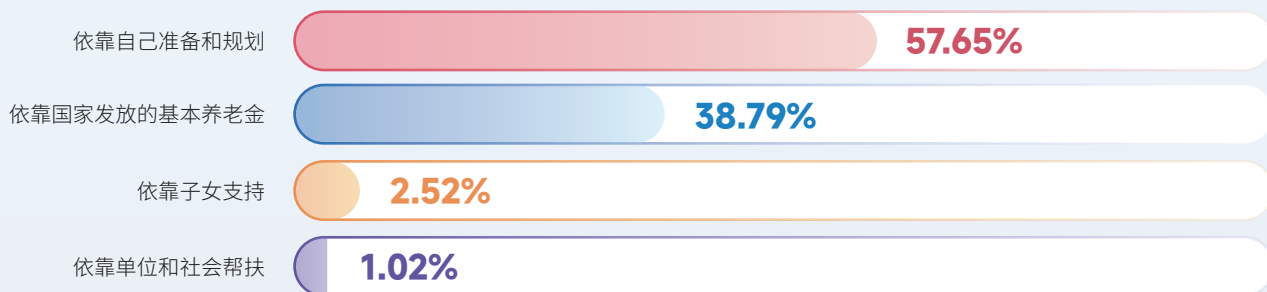 依靠自己准备和规划 57.65%
依靠国家发放的基本养老金 38.79%
依靠子女支持 2.52%
依靠单位和社会帮扶 1.02%